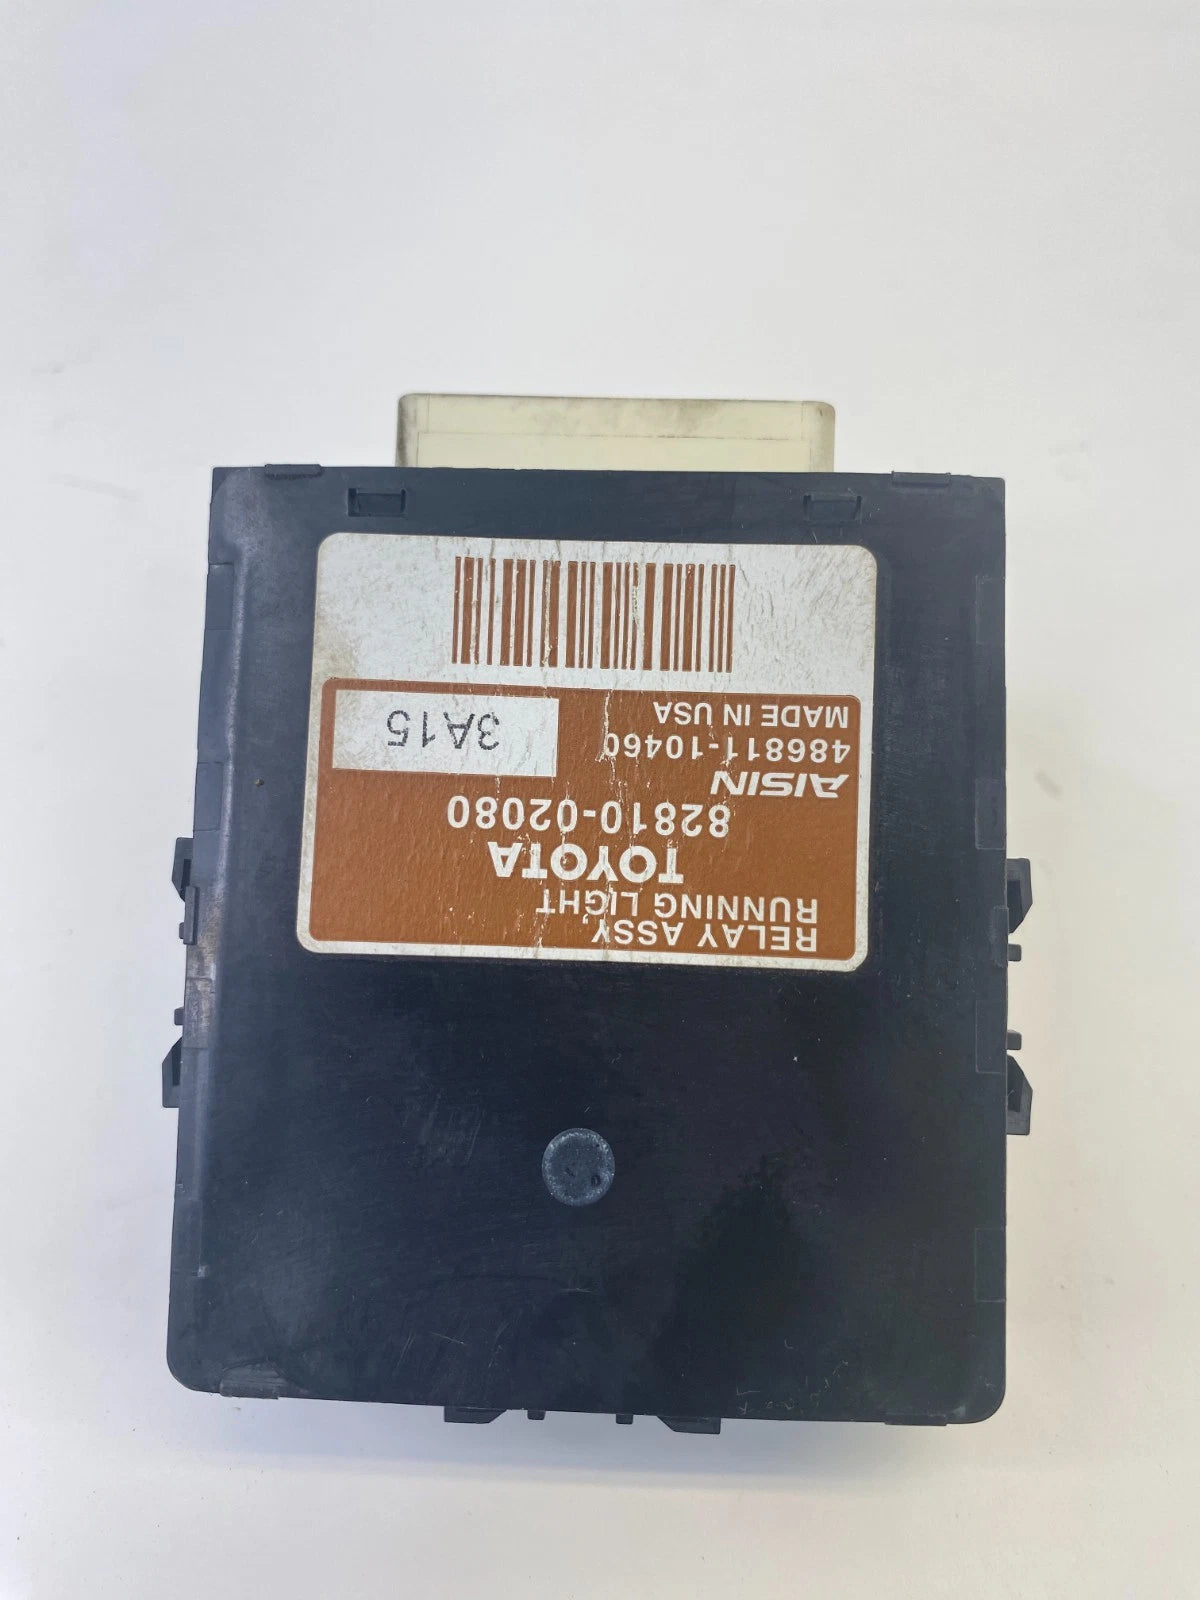 RELAY ASSY,
RUNNING LIGHT
TOYOTA
82810-02080
AISIN
486811-10460
MADE IN USA
3A15